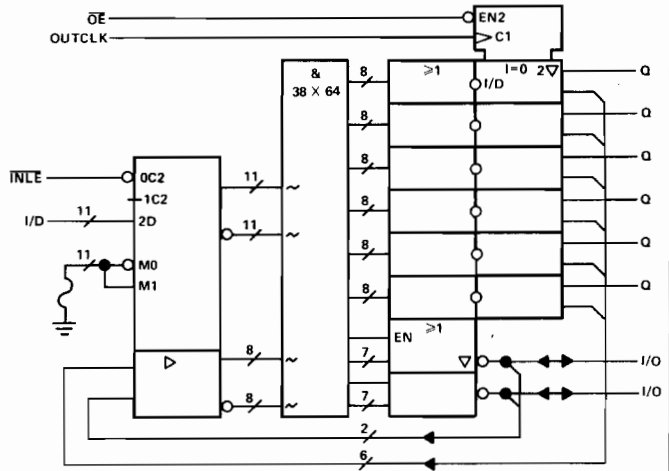 OE
EN2
OUTCLK
C1
&
38 × 64
8
≥1
I=0 2▽
Q
I/D
8
Q
8
Q
8
Q
8
Q
8
Q
INLE
0C2
1C2
I/D
11
2D
11
M0
M1
11
~
11
~
▷
8
~
8
~
EN
≥1
7
▽
I/O
7
I/O
2
6